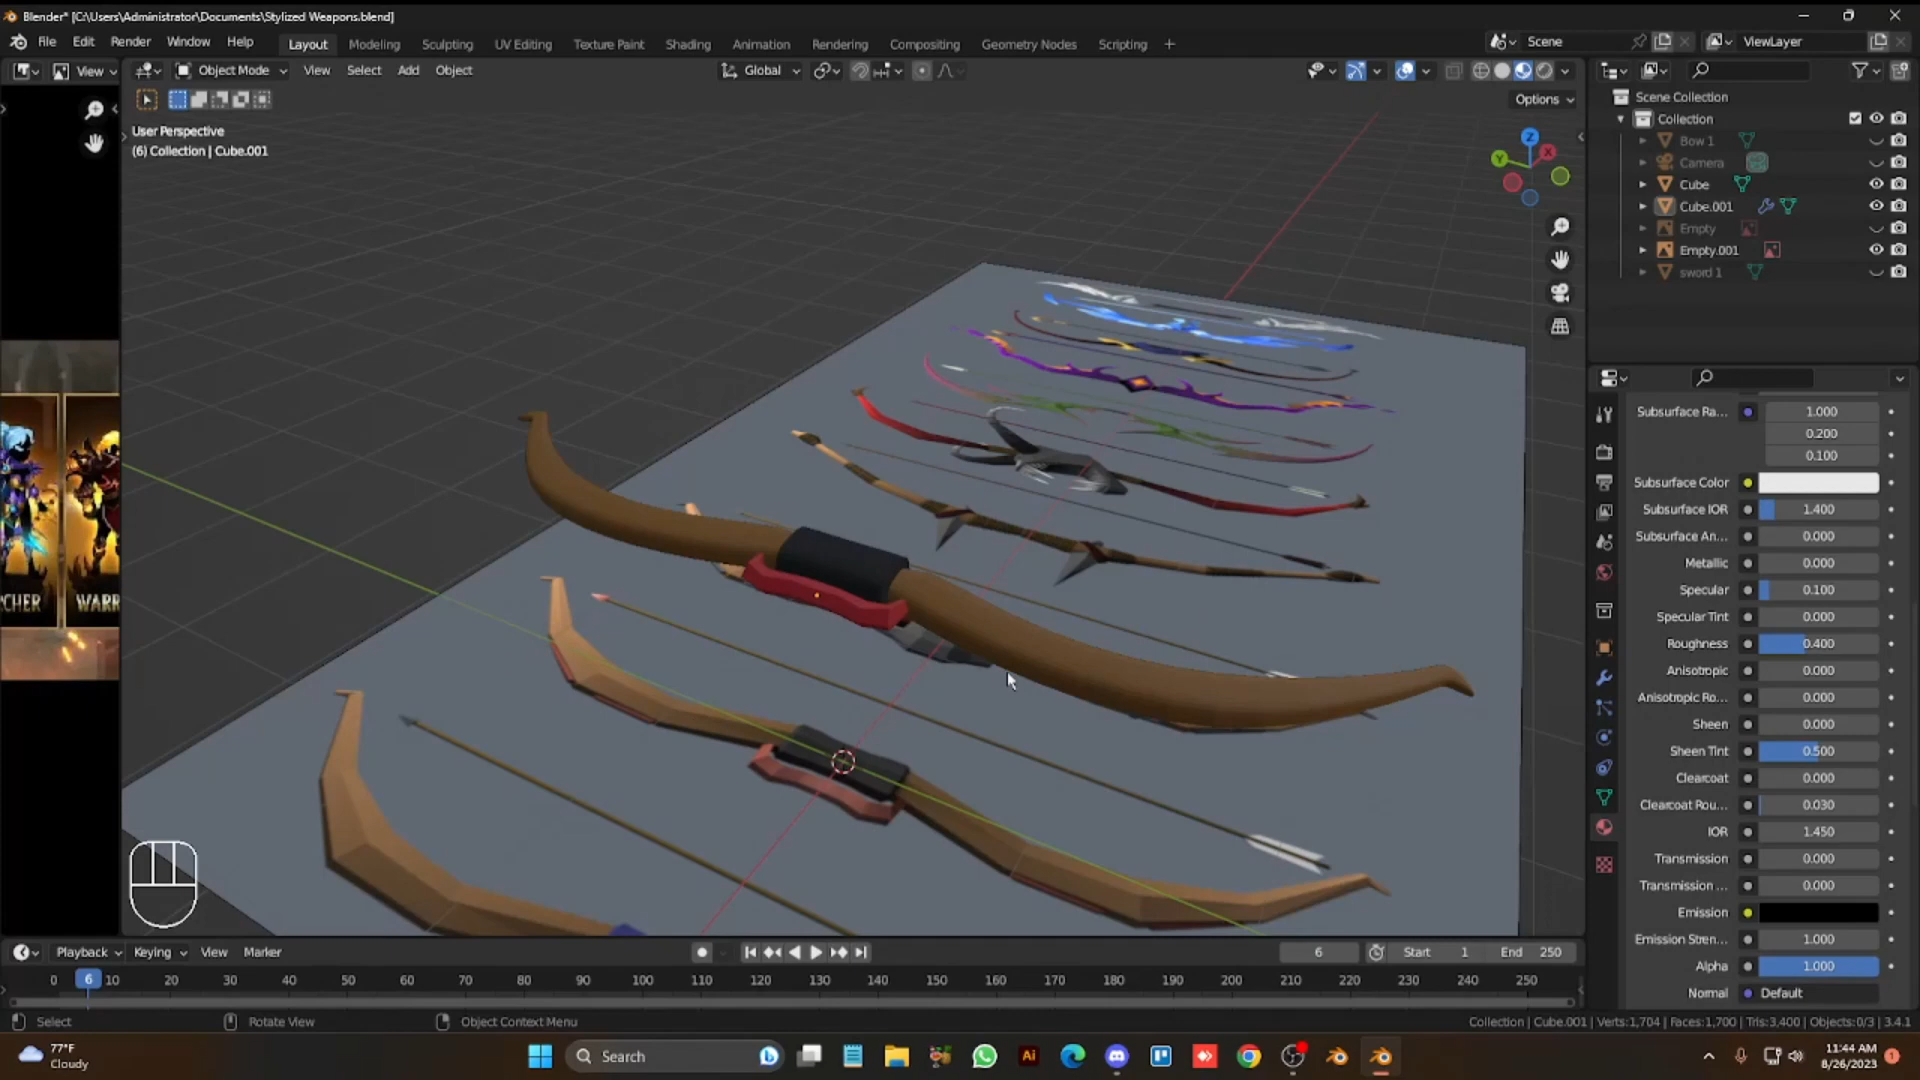 Blender* [C:\Users\Administrator\Documents\Stylized Weapons.blend]
File Edit Render Window Help
Layout Modeling Sculpting UV Editing Texture Paint Shading Animation Rendering Compositing Geometry Nodes Scripting +
Scene
ViewLayer
View
Object Mode View Select Add Object
Global
Options
User Perspective
(6) Collection | Cube.001
Z
Y
X
Scene Collection
Collection
Bow 1
Camera
Cube
Cube.001
Empty
Empty.001
sword 1
CHER
WARR
Subsurface Ra... 1.000
0.200
0.100
Subsurface Color
Subsurface IOR 1.400
Subsurface An... 0.000
Metallic 0.000
Specular 0.100
Specular Tint 0.000
Roughness 0.400
Anisotropic 0.000
Anisotropic Ro... 0.000
Sheen 0.000
Sheen Tint 0.500
Clearcoat 0.000
Clearcoat Rou... 0.030
IOR 1.450
Transmission 0.000
Transmission ... 0.000
Emission
Emission Stren... 1.000
Alpha 1.000
Normal Default
Playback Keying View Marker
6 Start 1 End 250
0 6 10 20 30 40 50 60 70 80 90 100 110 120 130 140 150 160 170 180 190 200 210 220 230 240 250
Select Rotate View Object Context Menu
Collection | Cube.001 | Verts:1,704 | Faces:1,700 | Tris:3,400 | Objects:0/3 | 3.4.1
77°F
Cloudy
Search
Ai
11:44 AM
8/26/2023
1